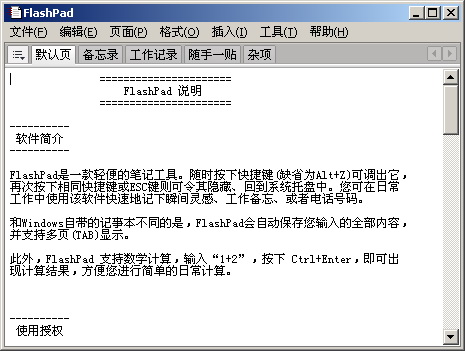 FlashPad
文件(F) 编辑(E) 页面(P) 格式(O) 插入(I) 工具(T) 帮助(H)
默认页 备忘录 工作记录 随手一贴 杂项
======================
FlashPad 说明
======================
----------
软件简介
----------
FlashPad是一款轻便的笔记工具。随时按下快捷键(缺省为Alt+Z)可调出它，
再次按下相同快捷键或ESC键则可令其隐藏、回到系统托盘中。您可在日常
工作中使用该软件快速地记下瞬间灵感、工作备忘、或者电话号码。
和Windows自带的记事本不同的是，FlashPad会自动保存您输入的全部内容，
并支持多页(TAB)显示。
此外，FlashPad 支持数学计算，输入“1+2”，按下 Ctrl+Enter，即可出
现计算结果，方便您进行简单的日常计算。
----------
使用授权